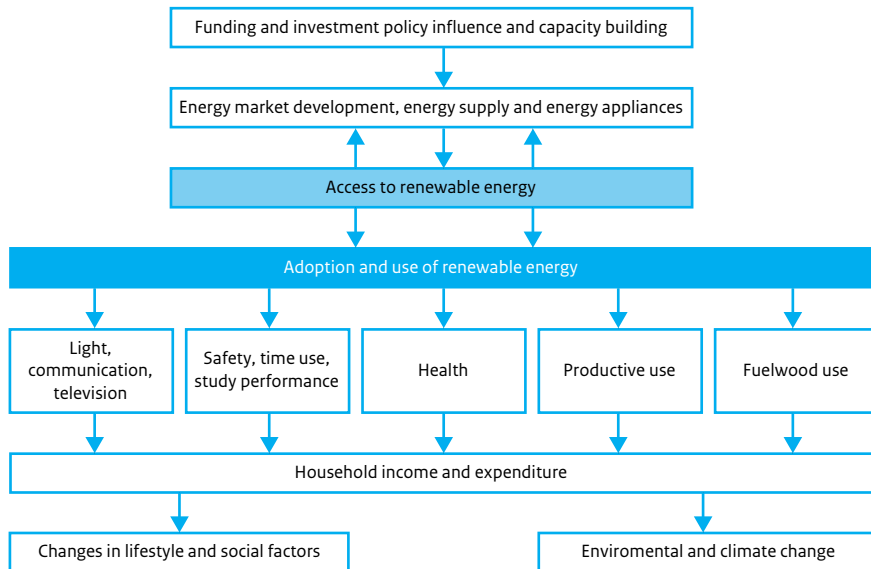 Funding and investment policy influence and capacity building
Energy market development, energy supply and energy appliances
Access to renewable energy
Adoption and use of renewable energy
Light,
communication,
television
Safety, time use,
study performance
Health
Productive use
Fuelwood use
Household income and expenditure
Changes in lifestyle and social factors
Enviromental and climate change